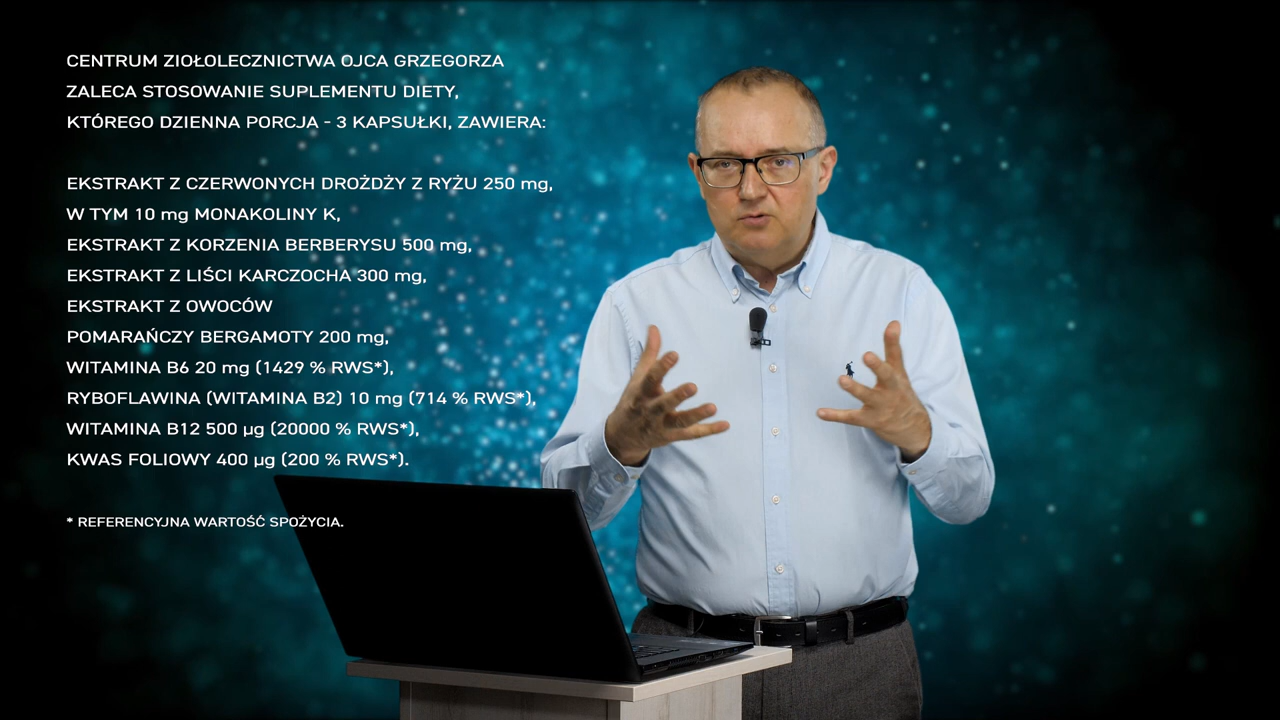 CENTRUM ZIOŁOLECZNICTWA OJCA GRZEGORZA
ZALECA STOSOWANIE SUPLEMENTU DIETY,
KTÓREGO DZIENNA PORCJA - 3 KAPSUŁKI, ZAWIERA:
EKSTRAKT Z CZERWONYCH DROŻDŻY Z RYŻU 250 mg,
W TYM 10 mg MONAKOLINY K,
EKSTRAKT Z KORZENIA BERBERYSU 500 mg,
EKSTRAKT Z LIŚCI KARCZOCHA 300 mg,
EKSTRAKT Z OWOCÓW
POMARAŃCZY BERGAMOTY 200 mg,
WITAMINA B6 20 mg (1429 % RWS*),
RYBOFLAWINA (WITAMINA B2) 10 mg (714 % RWS*),
WITAMINA B12 500 µg (20000 % RWS*),
KWAS FOLIOWY 400 µg (200 % RWS*).
* REFERENCYJNA WARTOŚĆ SPOŻYCIA.